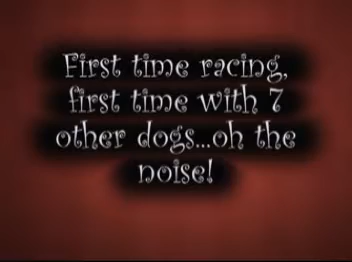 First time racing,
first time with 7
other dogs...oh the
noise!